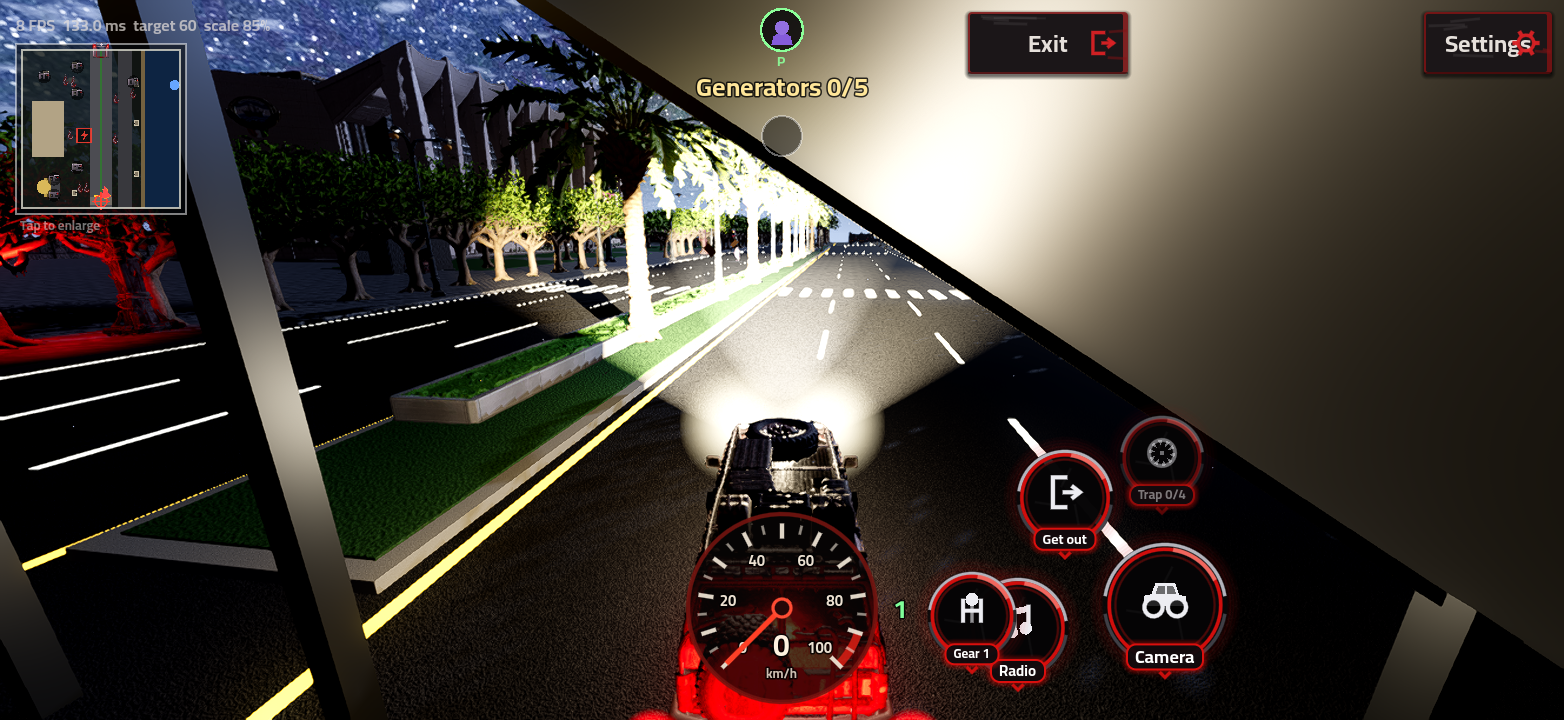 8 FPS 133.0 ms target 60 scale 85%
Tap to enlarge
P
Generators 0/5
Exit
Settings
Trap 0/4
Get out
Camera
Gear 1
Radio
1
0
20
40
60
80
100
0
km/h